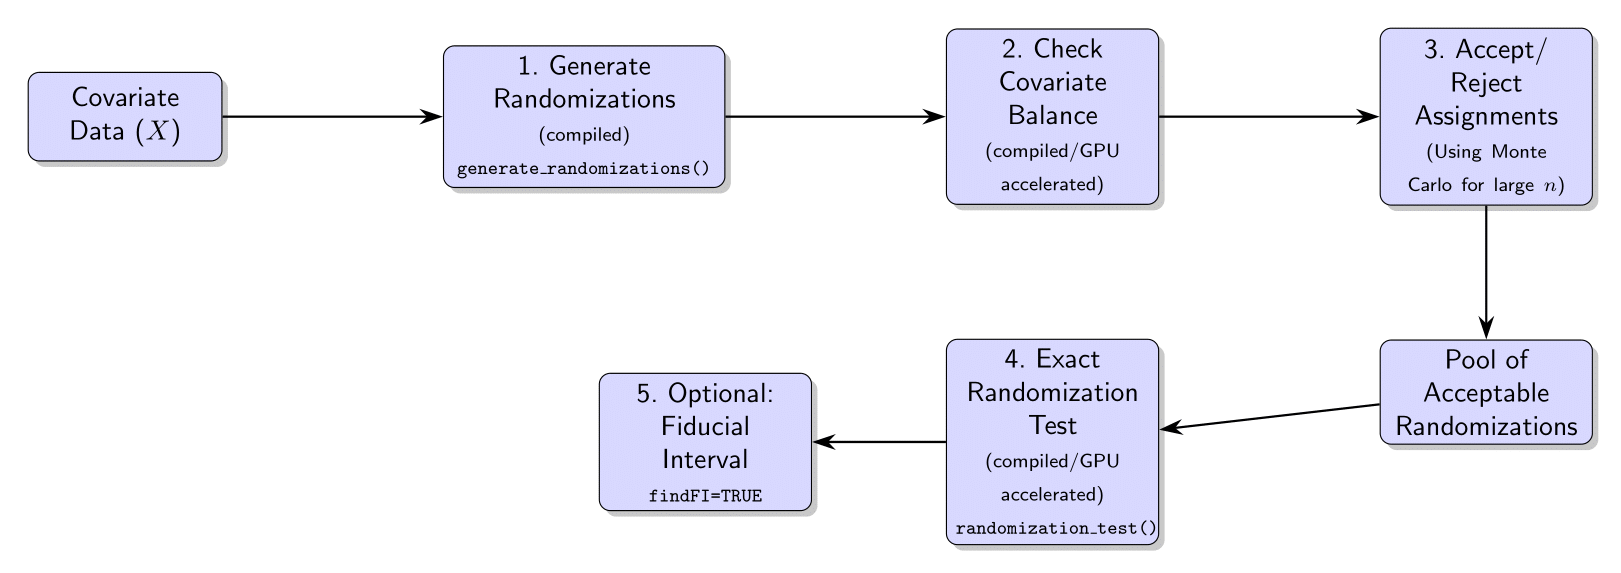 Covariate
Data (X)
1. Generate
Randomizations
(compiled)
generate_randomizations()
2. Check
Covariate
Balance
(compiled/GPU
accelerated)
3. Accept/
Reject
Assignments
(Using Monte
Carlo for large n)
Pool of
Acceptable
Randomizations
4. Exact
Randomization
Test
(compiled/GPU
accelerated)
randomization_test()
5. Optional:
Fiducial
Interval
findFI=TRUE